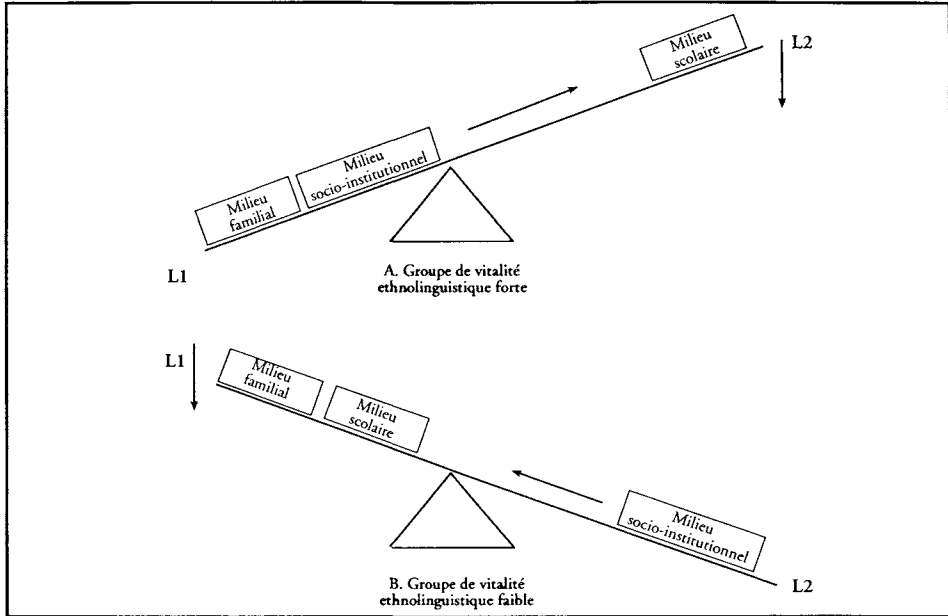 Milieu
scolaire
L2
Milieu
socio-institutionnel
Milieu
familial
L1
A. Groupe de vitalité
ethnolinguistique forte
L1
Milieu
familial
Milieu
scolaire
Milieu
socio-institutionnel
L2
B. Groupe de vitalité
ethnolinguistique faible